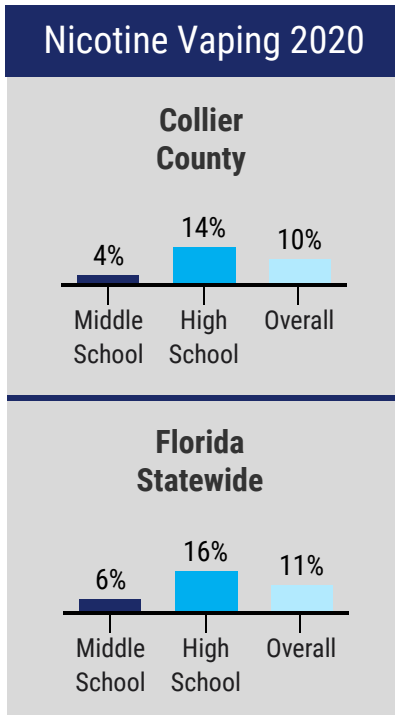 Nicotine Vaping 2020
Collier
County
4%
14%
10%
Middle
School
High
School
Overall
Florida
Statewide
6%
16%
11%
Middle
School
High
School
Overall